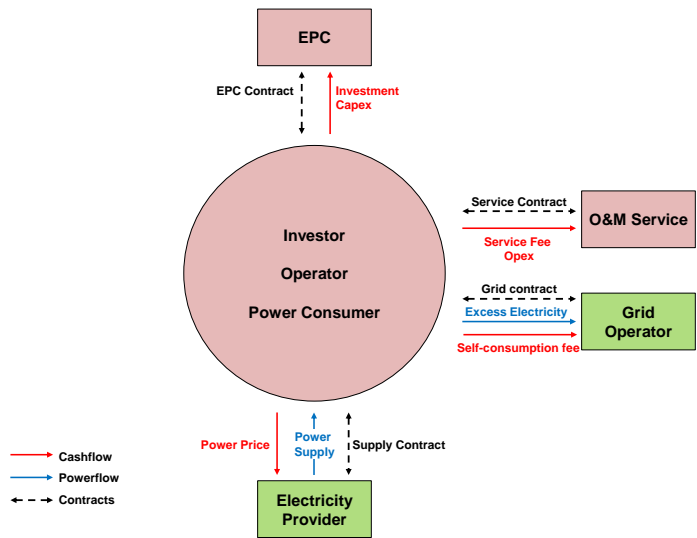 EPC
EPC Contract
Investment
Capex
Investor
Operator
Power Consumer
Service Contract
Service Fee
Opex
O&M Service
Grid contract
Excess Electricity
Self-consumption fee
Grid
Operator
Power Price
Power
Supply
Supply Contract
Electricity
Provider
Cashflow
Powerflow
Contracts